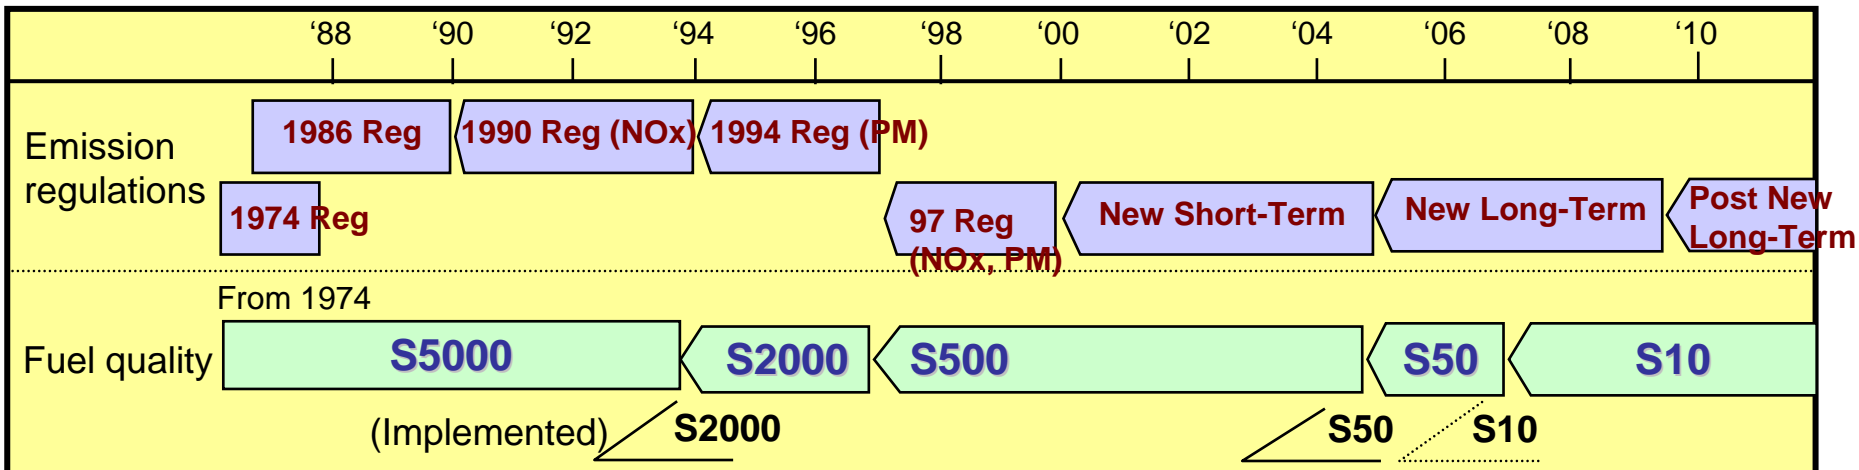 ‘88 ‘90 ‘92 ‘94 ‘96 ‘98 ‘00 ‘02 ‘04 ‘06 ‘08 ‘10
Emission
regulations
1986 Reg
1990 Reg (NOx)
1994 Reg (PM)
1974 Reg
97 Reg
(NOx, PM)
New Short-Term
New Long-Term
Post New
Long-Term
From 1974
Fuel quality
S5000
S2000
S500
S50
S10
(Implemented)
S2000
S50
S10